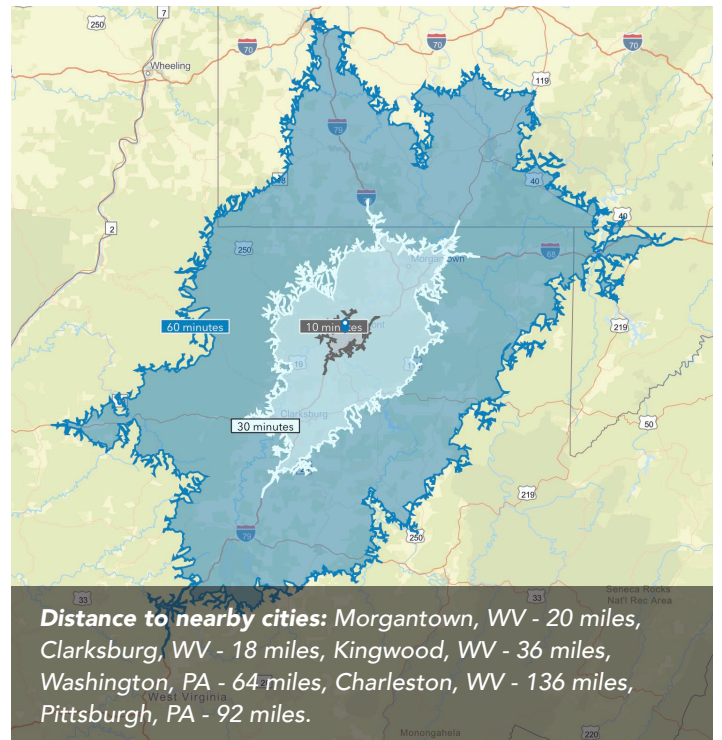 7
250
70
70
70
Wheeling
119
79
40
18
2
250
40
Morgantown
68
60 minutes
10 minutes
219
19
Clarksburg
30 minutes
50
219
79
250
33
33
Seneca Rocks
Nat'l Rec Area
Distance to nearby cities: Morgantown, WV - 20 miles,
Clarksburg, WV - 18 miles, Kingwood, WV - 36 miles,
Washington, PA - 64 miles, Charleston, WV - 136 miles,
Pittsburgh, PA - 92 miles.
West Virginia
Monongahela
220